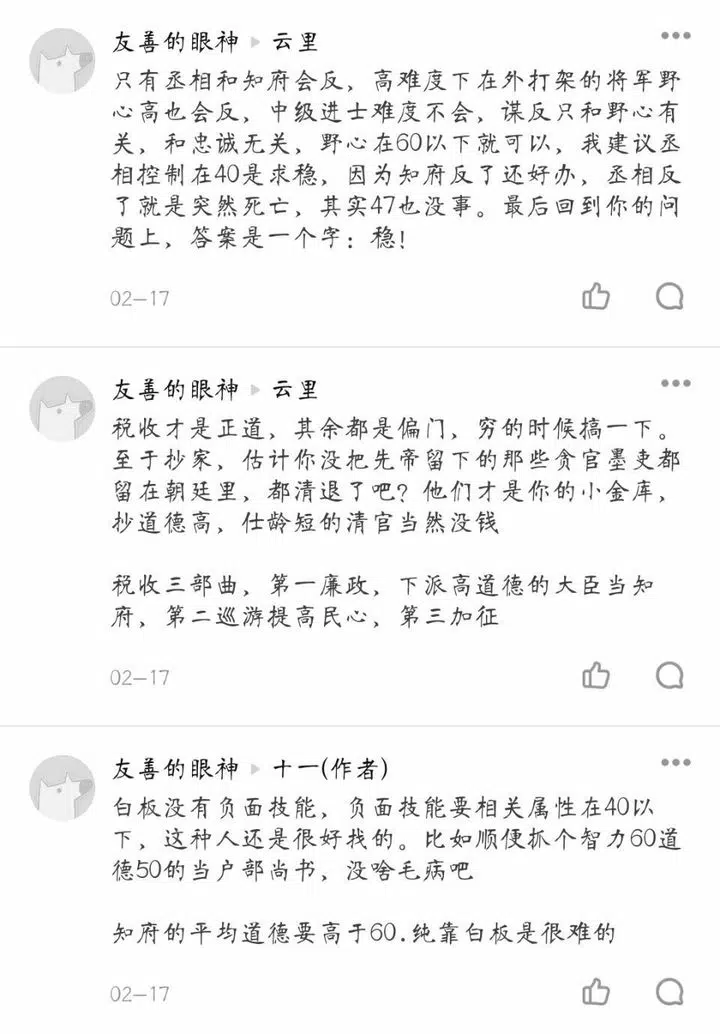 友善的眼神 ▸ 云里
只有丞相和知府会反，高难度下在外打架的将军野
心高也会反，中级进士难度不会，谋反只和野心有
关，和忠诚无关，野心在60以下就可以，我建议丞
相控制在40是求稳，因为知府反了还好办，丞相反
了就是突然死亡，其实47也没事。最后回到你的问
题上，答案是一个字：稳！
02-17
友善的眼神 ▸ 云里
税收才是正道，其余都是偏门，穷的时候搞一下。
至于抄家，估计你没把先帝留下的那些贪官墨吏都
留在朝廷里，都清退了吧？他们才是你的小金库，
抄道德高，仕龄短的清官当然没钱
税收三部曲，第一廉政，下派高道德的大臣当知
府，第二巡游提高民心，第三加征
02-17
友善的眼神 ▸ 十一(作者)
白板没有负面技能，负面技能要相关属性在40以
下，这种人还是很好找的。比如顺便抓个智力60道
德50的当户部尚书，没啥毛病吧
知府的平均道德要高于60.纯靠白板是很难的
02-17